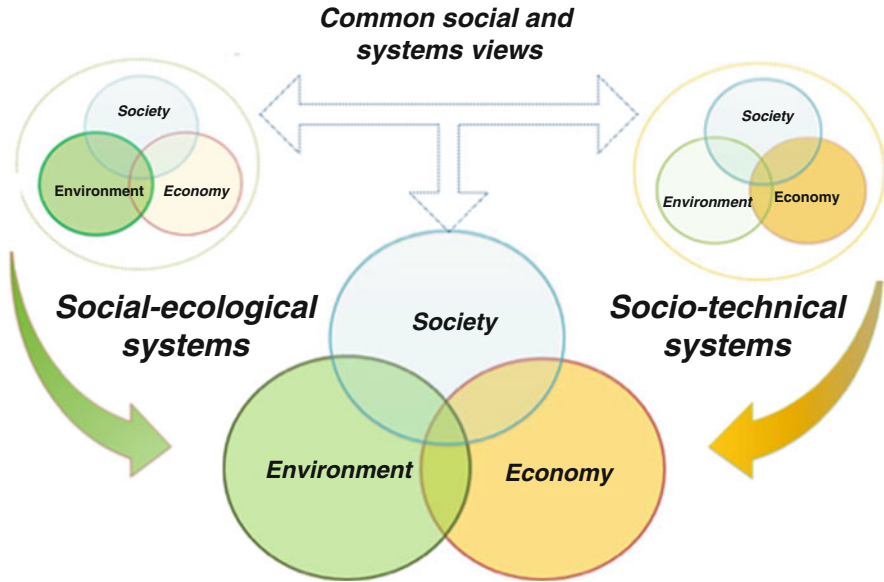 Common social and
systems views
Society
Environment
Economy
Society
Environment
Economy
Social-ecological
systems
Socio-technical
systems
Society
Environment
Economy